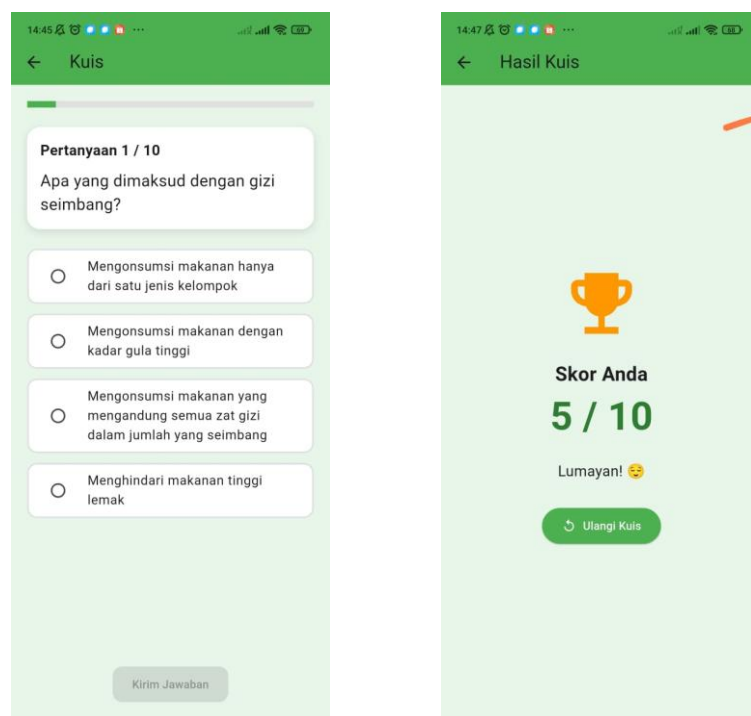 14:45
Kuis
Pertanyaan 1 / 10
Apa yang dimaksud dengan gizi
seimbang?
Mengonsumsi makanan hanya
dari satu jenis kelompok
Mengonsumsi makanan dengan
kadar gula tinggi
Mengonsumsi makanan yang
mengandung semua zat gizi
dalam jumlah yang seimbang
Menghindari makanan tinggi
lemak
Kirim Jawaban
14:47
Hasil Kuis
Skor Anda
5 / 10
Lumayan! 😌
Ulangi Kuis